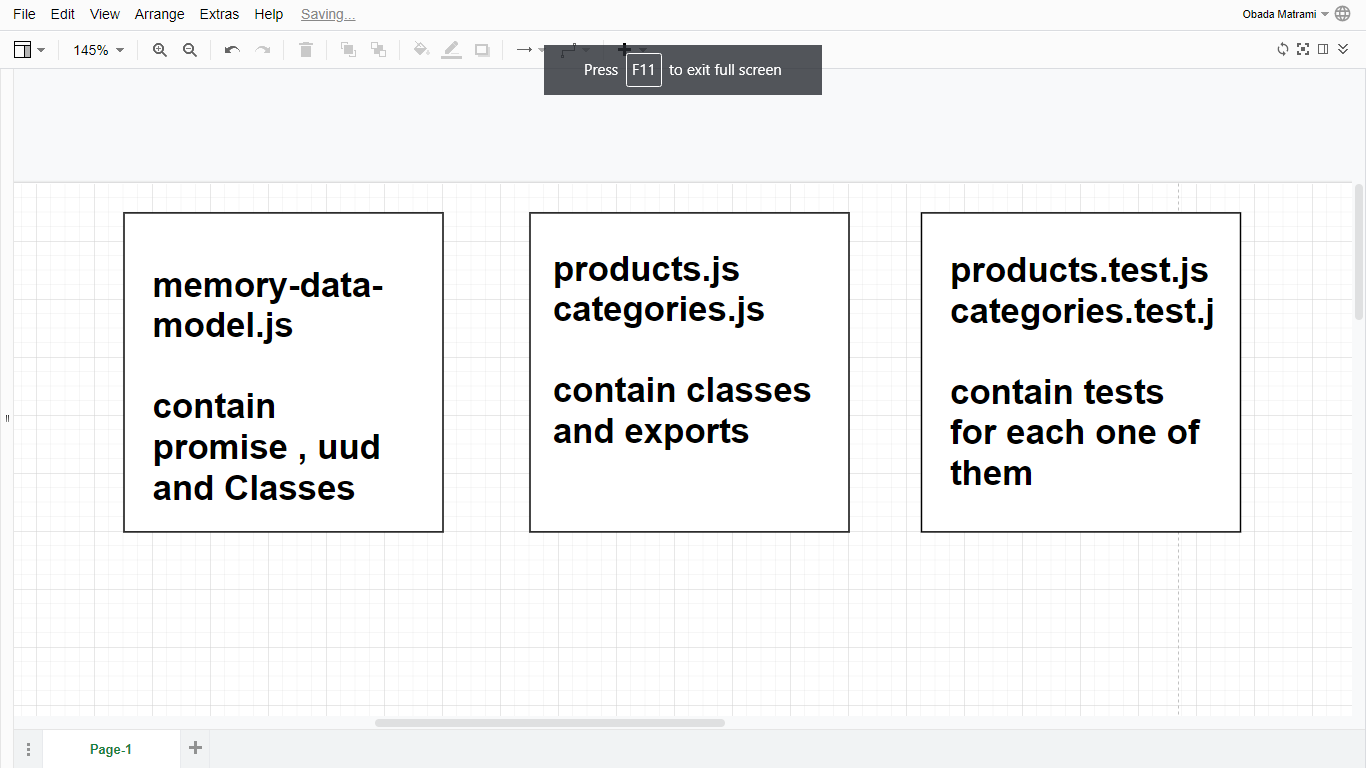 File Edit View Arrange Extras Help Saving...
Obada Matrami
145%
Press F11 to exit full screen
memory-data-
model.js
contain
promise , uud
and Classes
products.js
categories.js
contain classes
and exports
products.test.js
categories.test.j
contain tests
for each one of
them
Page-1